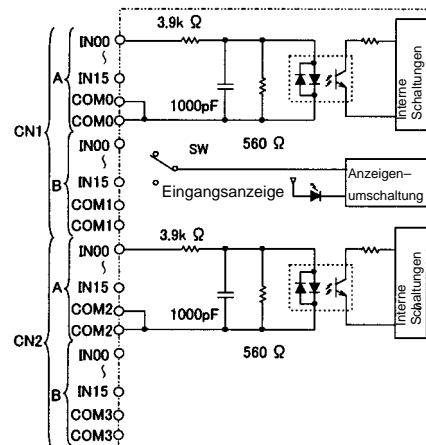 IN00
3.9k Ω
A
IN15
COM0
COM0
1000pF
560 Ω
Interne
Schaltungen
CN1
IN00
B
IN15
COM1
COM1
SW
Eingangsanzeige
Anzeigen-
umschaltung
IN00
3.9k Ω
A
IN15
COM2
COM2
1000pF
560 Ω
Interne
Schaltungen
CN2
IN00
B
IN15
COM3
COM3